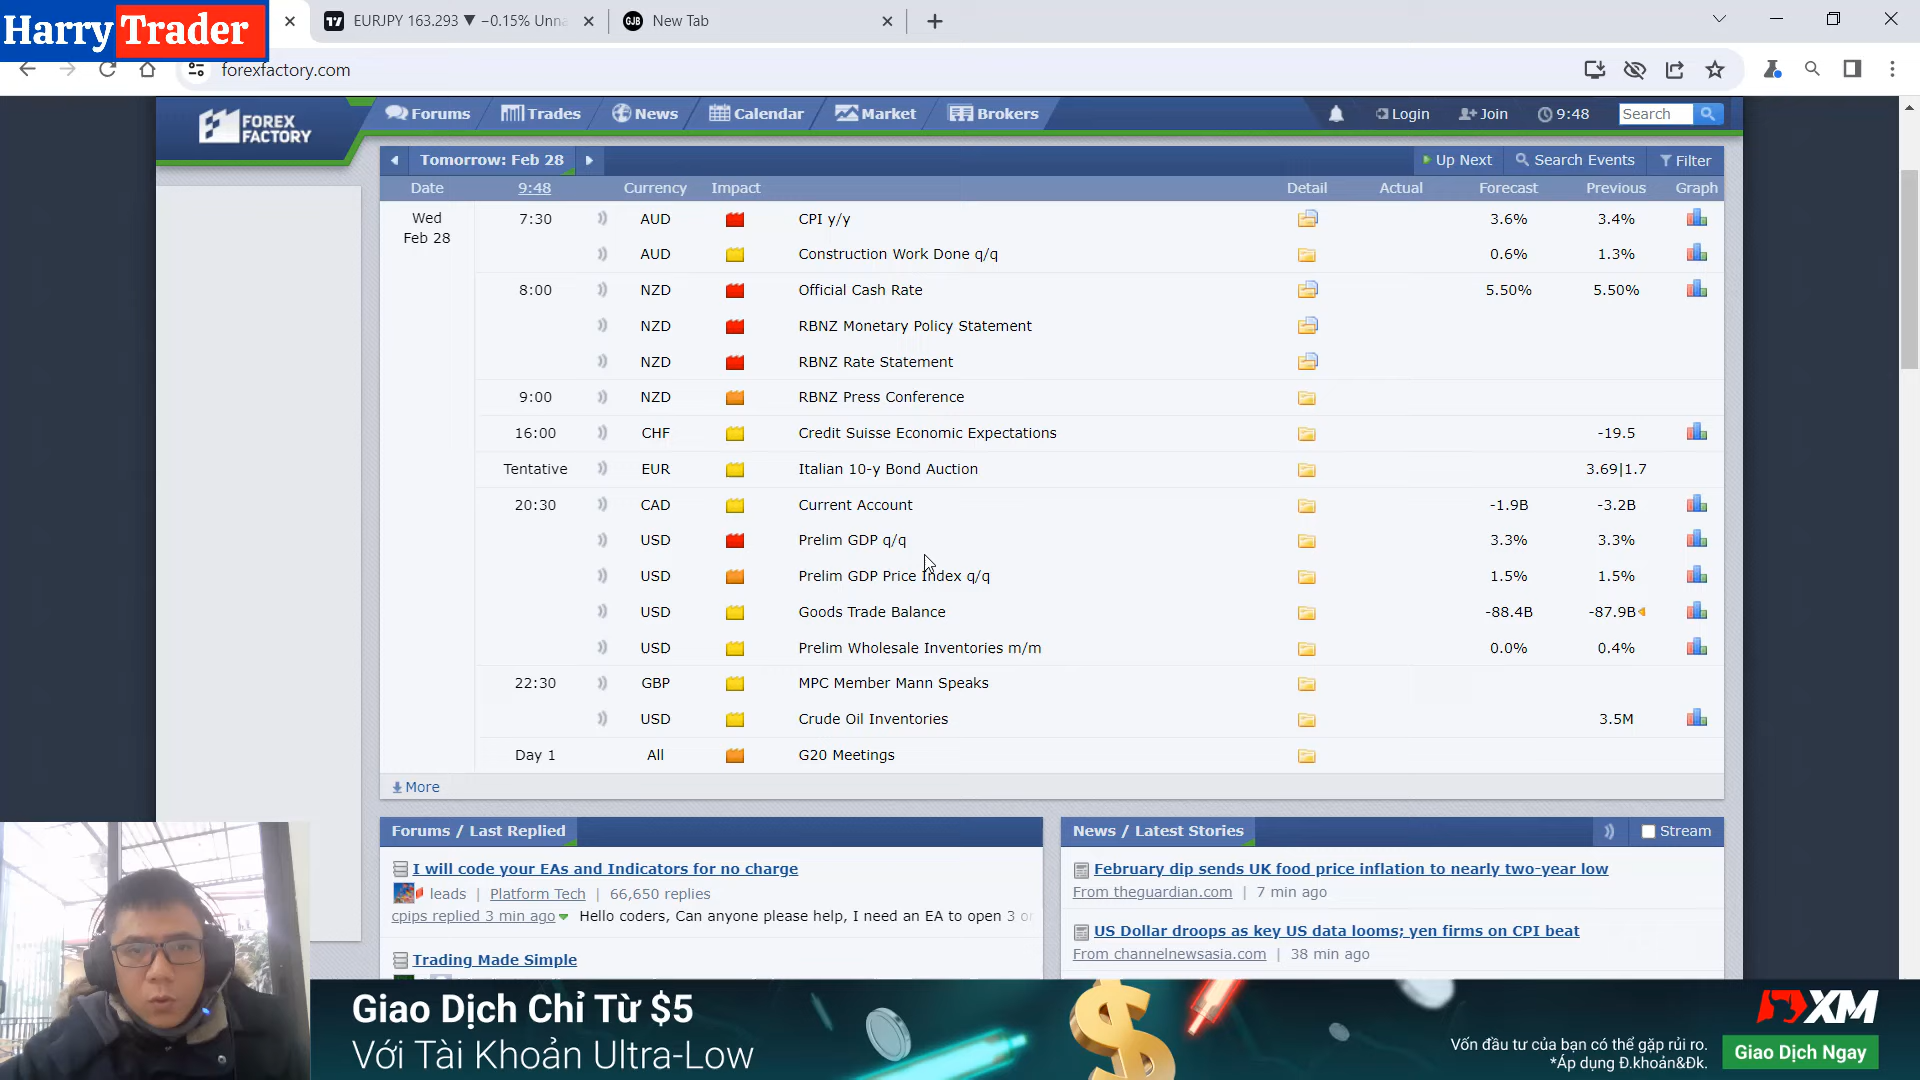 Harry Trader
EURJPY 163.293 ▼ −0.15% Unna
GJB
New Tab
forexfactory.com
FOREX
FACTORY
Forums
Trades
News
Calendar
Market
Brokers
Login
Join
9:48
Search
Tomorrow: Feb 28
Up Next
Search Events
Filter
Date 9:48 Currency Impact Detail Actual Forecast Previous Graph
Wed
Feb 28
7:30 AUD CPI y/y 3.6% 3.4%
AUD Construction Work Done q/q 0.6% 1.3%
8:00 NZD Official Cash Rate 5.50% 5.50%
NZD RBNZ Monetary Policy Statement
NZD RBNZ Rate Statement
9:00 NZD RBNZ Press Conference
16:00 CHF Credit Suisse Economic Expectations -19.5
Tentative EUR Italian 10-y Bond Auction 3.69|1.7
20:30 CAD Current Account -1.9B -3.2B
USD Prelim GDP q/q 3.3% 3.3%
USD Prelim GDP Price Index q/q 1.5% 1.5%
USD Goods Trade Balance -88.4B -87.9B
USD Prelim Wholesale Inventories m/m 0.0% 0.4%
22:30 GBP MPC Member Mann Speaks
USD Crude Oil Inventories 3.5M
Day 1 All G20 Meetings
More
Forums / Last Replied
I will code your EAs and Indicators for no charge
leads | Platform Tech | 66,650 replies
cpips replied 3 min ago Hello coders, Can anyone please help, I need an EA to open 3 or
Trading Made Simple
News / Latest Stories
Stream
February dip sends UK food price inflation to nearly two-year low
From theguardian.com | 7 min ago
US Dollar droops as key US data looms; yen firms on CPI beat
From channelnewsasia.com | 38 min ago
Giao Dịch Chỉ Từ $5
Với Tài Khoản Ultra-Low
XM
Vốn đầu tư của bạn có thể gặp rủi ro.
*Áp dụng Đ.khoản&Đk.
Giao Dịch Ngay